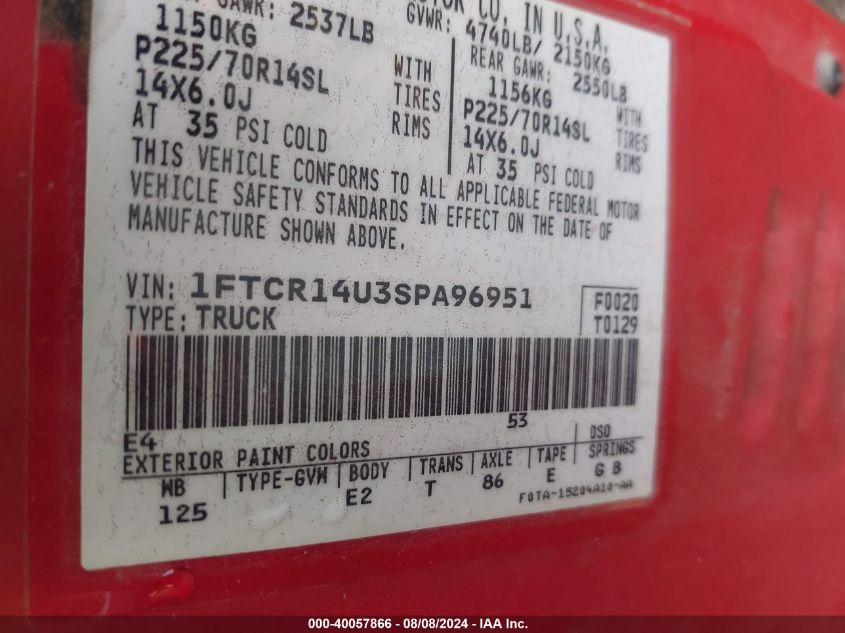 GAWR: 2537LB
1150KG
P225/70R14SL WITH
14X6.0J TIRES
AT 35 PSI COLD RIMS
MOTOR CO. IN U.S.A.
GVWR: 4740LB/ 2150KG
REAR GAWR: 2550LB
1156KG WITH
P225/70R14SL TIRES
14X6.0J RIMS
AT 35 PSI COLD
THIS VEHICLE CONFORMS TO ALL APPLICABLE FEDERAL MOTOR
VEHICLE SAFETY STANDARDS IN EFFECT ON THE DATE OF
MANUFACTURE SHOWN ABOVE.
VIN: 1FTCR14U3SPA96951 F0020
TYPE: TRUCK T0129
53
E4 DSO
EXTERIOR PAINT COLORS
WB TYPE-GVW BODY TRANS AXLE TAPE SPRINGS
125 E2 T 86 E G B
F0TA-15204A10-AA
000-40057866 - 08/08/2024 - IAA Inc.